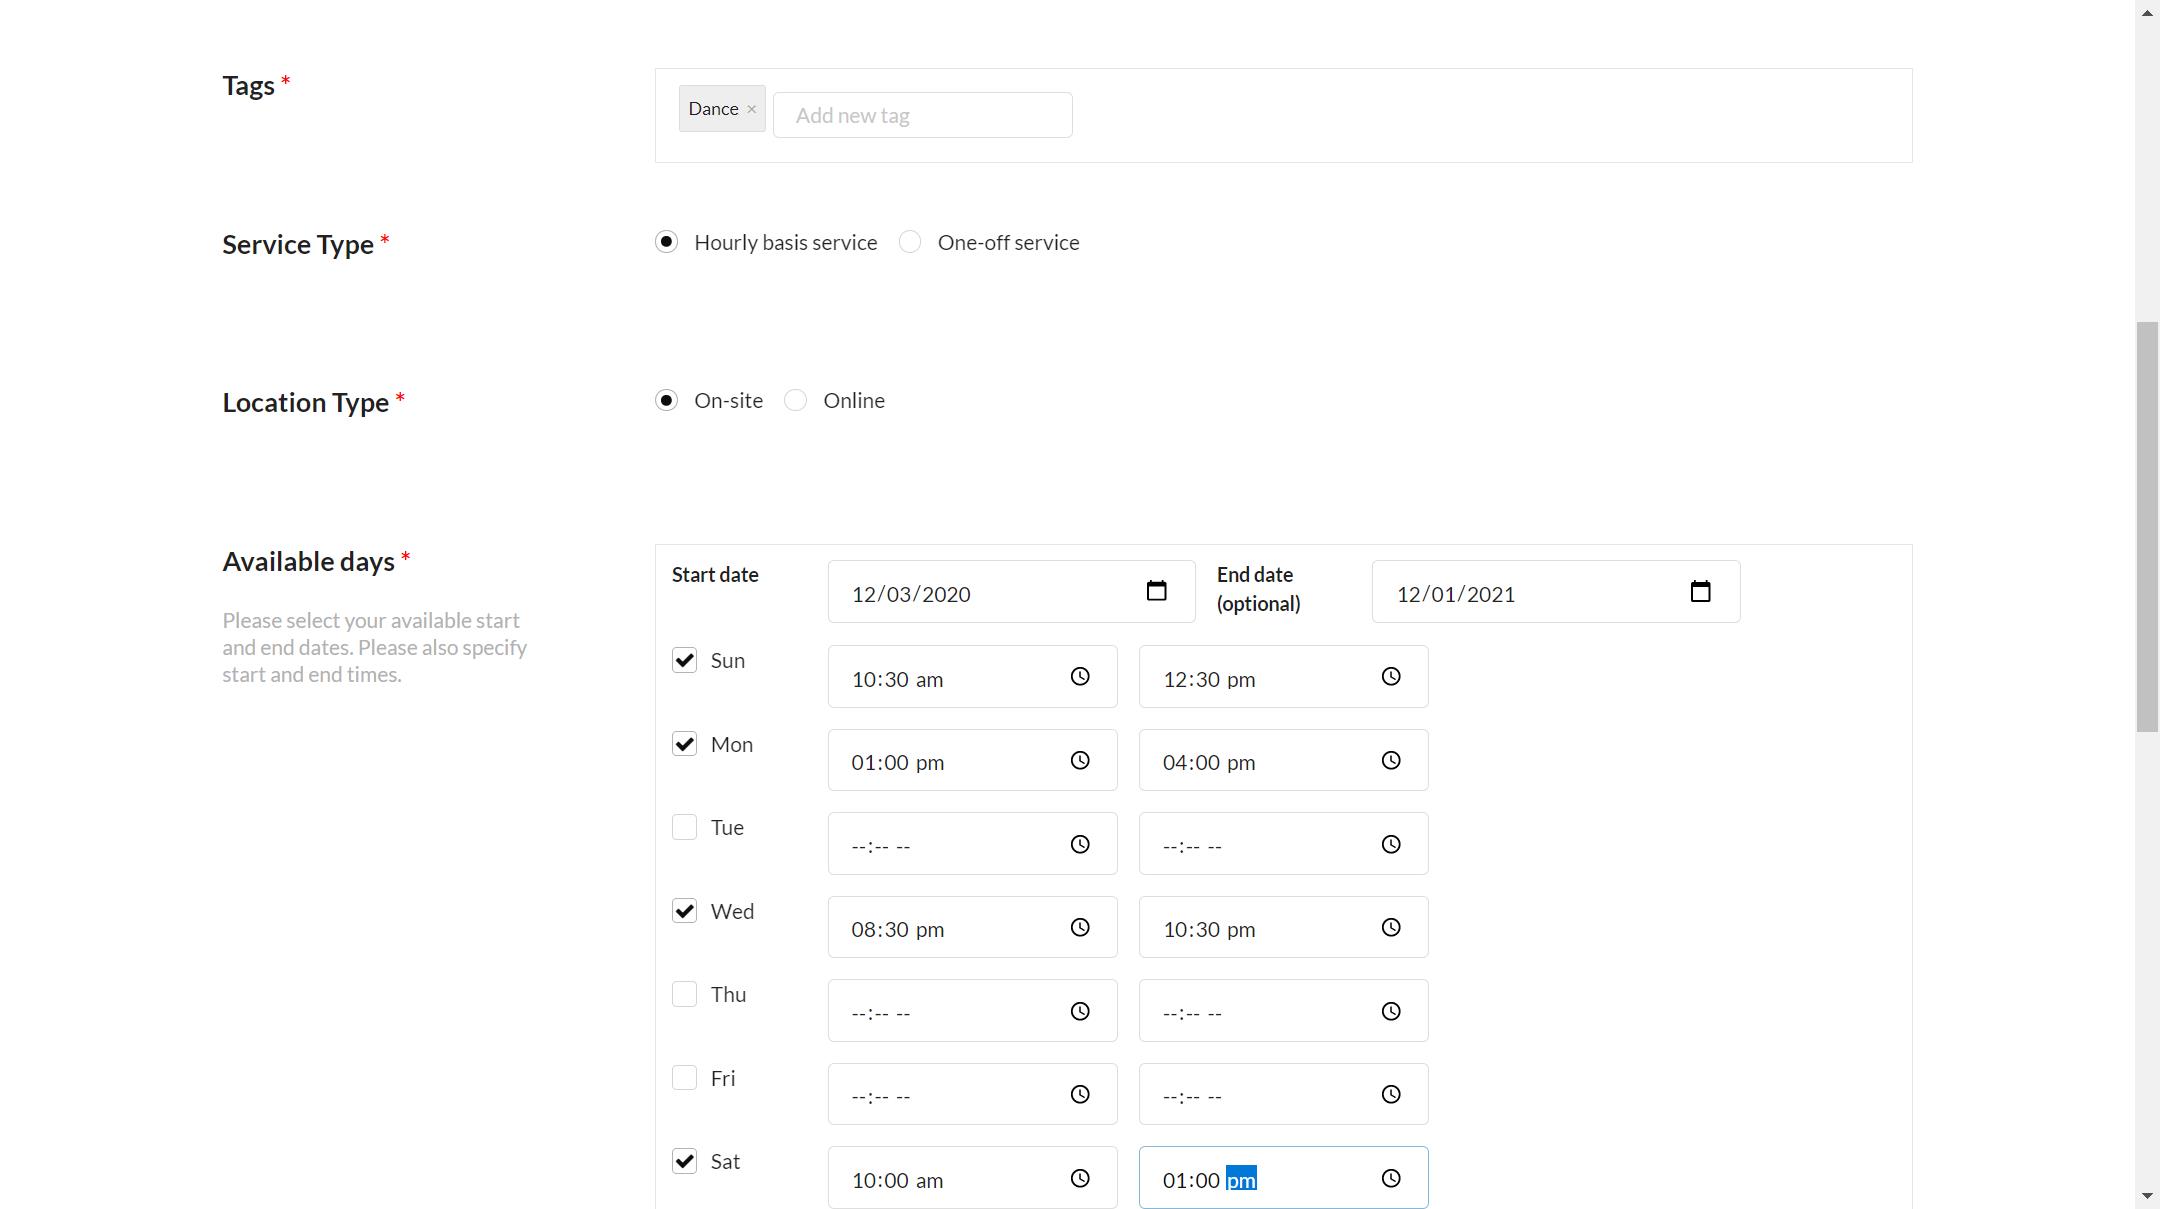 Tags *
Dance ×
Add new tag
Service Type *
Hourly basis service
One-off service
Location Type *
On-site
Online
Available days *
Please select your available start
and end dates. Please also specify
start and end times.
Start date
12/03/2020
End date
(optional)
12/01/2021
Sun
10:30 am
12:30 pm
Mon
01:00 pm
04:00 pm
Tue
--:-- --
--:-- --
Wed
08:30 pm
10:30 pm
Thu
--:-- --
--:-- --
Fri
--:-- --
--:-- --
Sat
10:00 am
01:00 pm